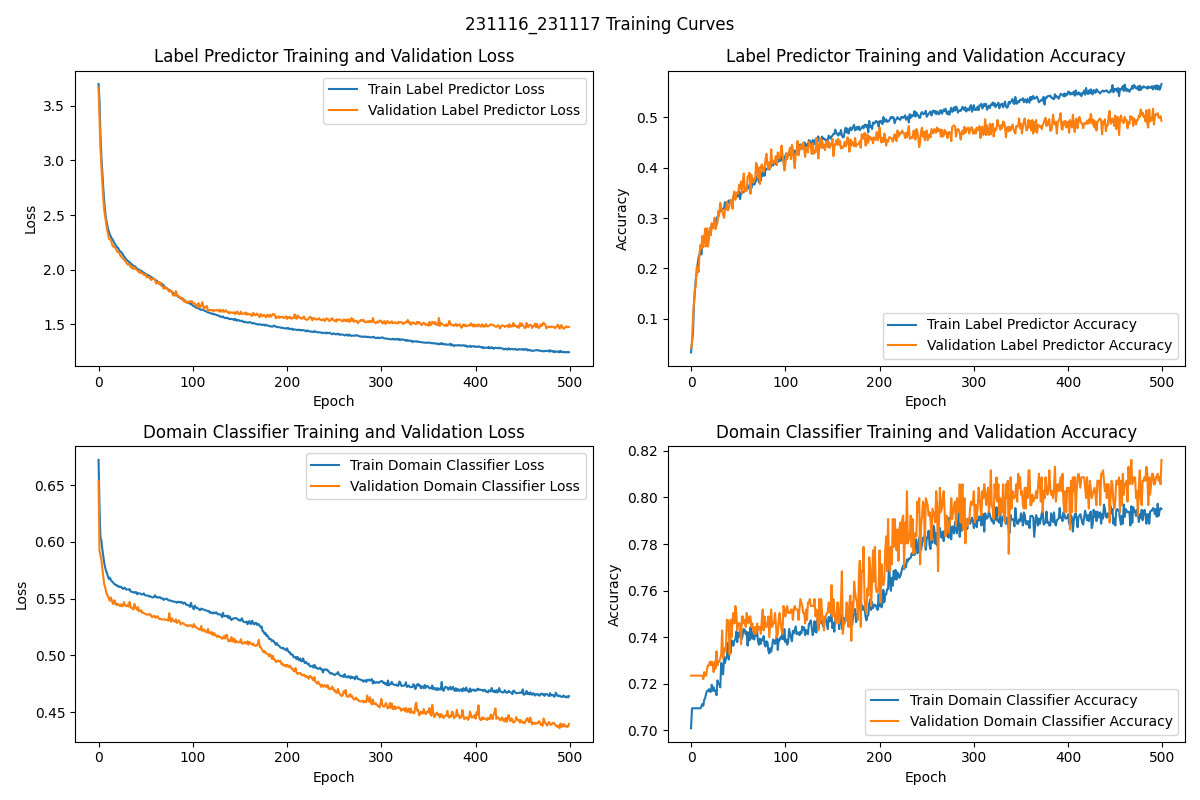 231116_231117 Training Curves
Label Predictor Training and Validation Loss
Train Label Predictor Loss
Validation Label Predictor Loss
Loss
3.5
3.0
2.5
2.0
1.5
0 100 200 300 400 500
Epoch
Label Predictor Training and Validation Accuracy
Accuracy
0.5
0.4
0.3
0.2
0.1
Train Label Predictor Accuracy
Validation Label Predictor Accuracy
0 100 200 300 400 500
Epoch
Domain Classifier Training and Validation Loss
Train Domain Classifier Loss
Validation Domain Classifier Loss
Loss
0.65
0.60
0.55
0.50
0.45
0 100 200 300 400 500
Epoch
Domain Classifier Training and Validation Accuracy
Accuracy
0.82
0.80
0.78
0.76
0.74
0.72
0.70
Train Domain Classifier Accuracy
Validation Domain Classifier Accuracy
0 100 200 300 400 500
Epoch